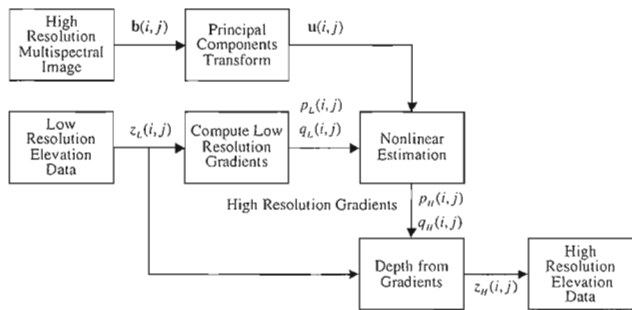 High
Resolution
Multispectral
Image
b(i,j)
Principal
Components
Transform
u(i,j)
Low
Resolution
Elevation
Data
z_L(i,j)
Compute Low
Resolution
Gradients
p_L(i,j)
q_L(i,j)
Nonlinear
Estimation
High Resolution Gradients
p_H(i,j)
q_H(i,j)
Depth from
Gradients
z_H(i,j)
High
Resolution
Elevation
Data